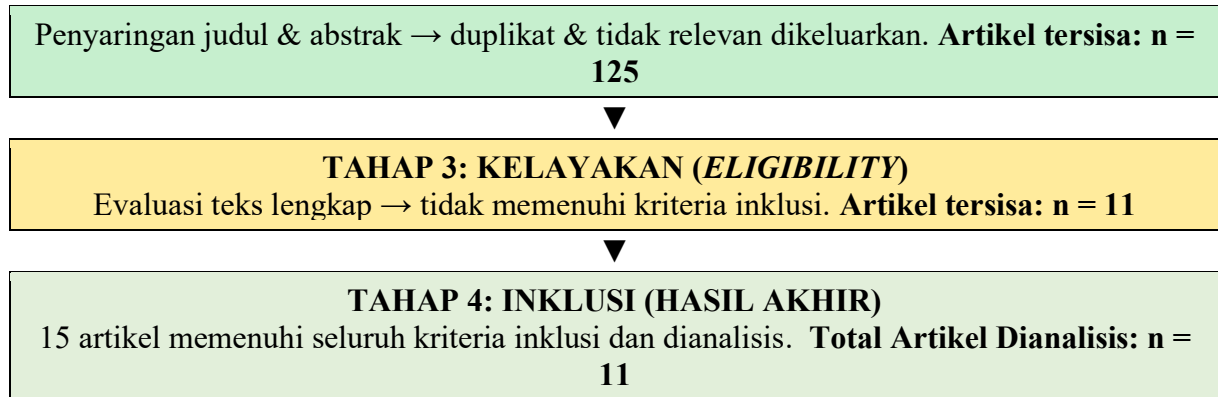 Penyaringan judul & abstrak → duplikat & tidak relevan dikeluarkan. Artikel tersisa: n =
125
▼
TAHAP 3: KELAYAKAN (ELIGIBILITY)
Evaluasi teks lengkap → tidak memenuhi kriteria inklusi. Artikel tersisa: n = 11
▼
TAHAP 4: INKLUSI (HASIL AKHIR)
15 artikel memenuhi seluruh kriteria inklusi dan dianalisis. Total Artikel Dianalisis: n =
11